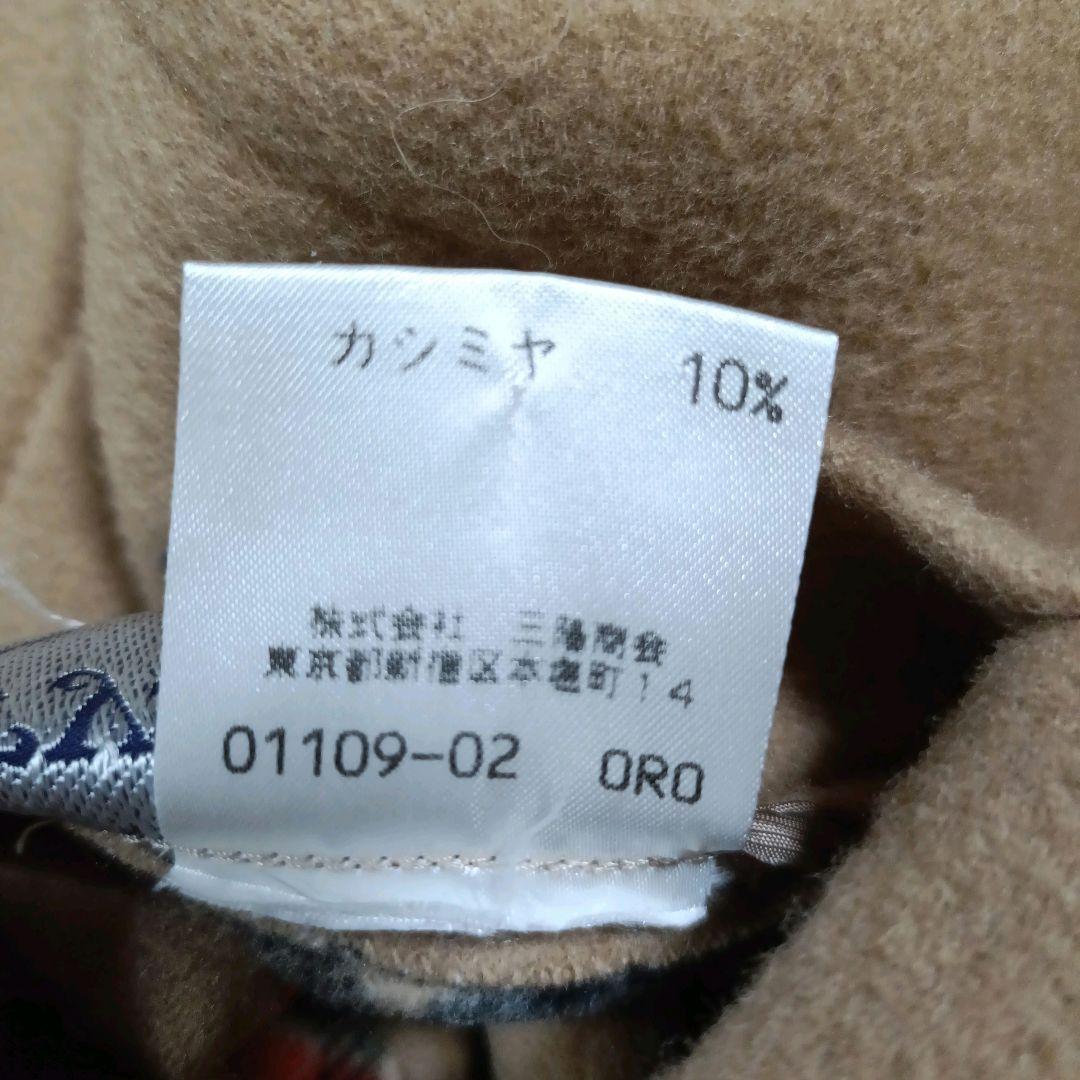 カシミヤ 10%
株式会社 三陽商会
東京都新宿区本塩町14
01109-02 0R0